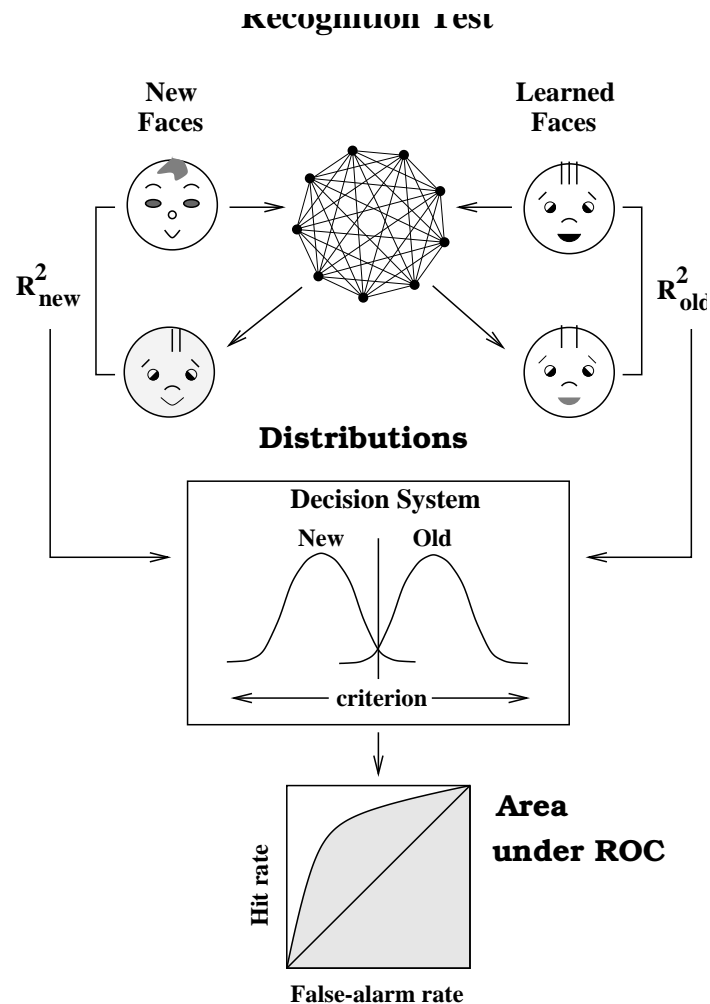 Recognition Test
New
Faces
Learned
Faces
R²new
R²old
Distributions
Decision System
New Old
criterion
Area
under ROC
Hit rate
False-alarm rate